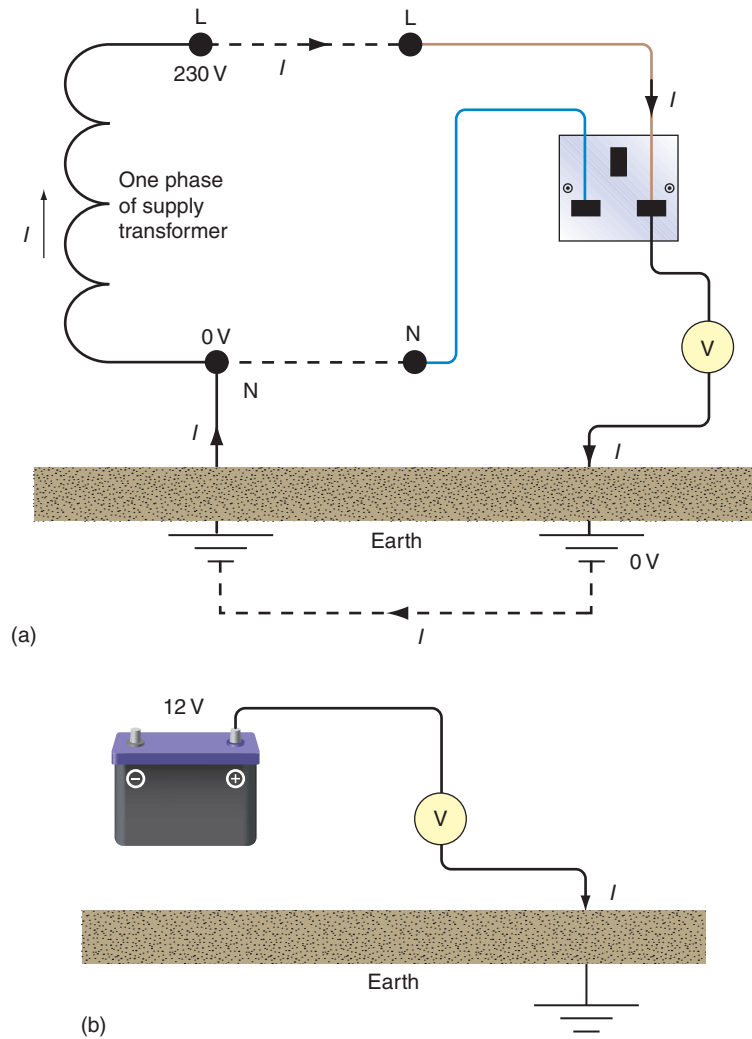 L
L
230 V
I
I
One phase
of supply
transformer
I
0 V
N
N
V
I
I
Earth
0 V
I
(a)
12 V
− +
V
I
Earth
(b)